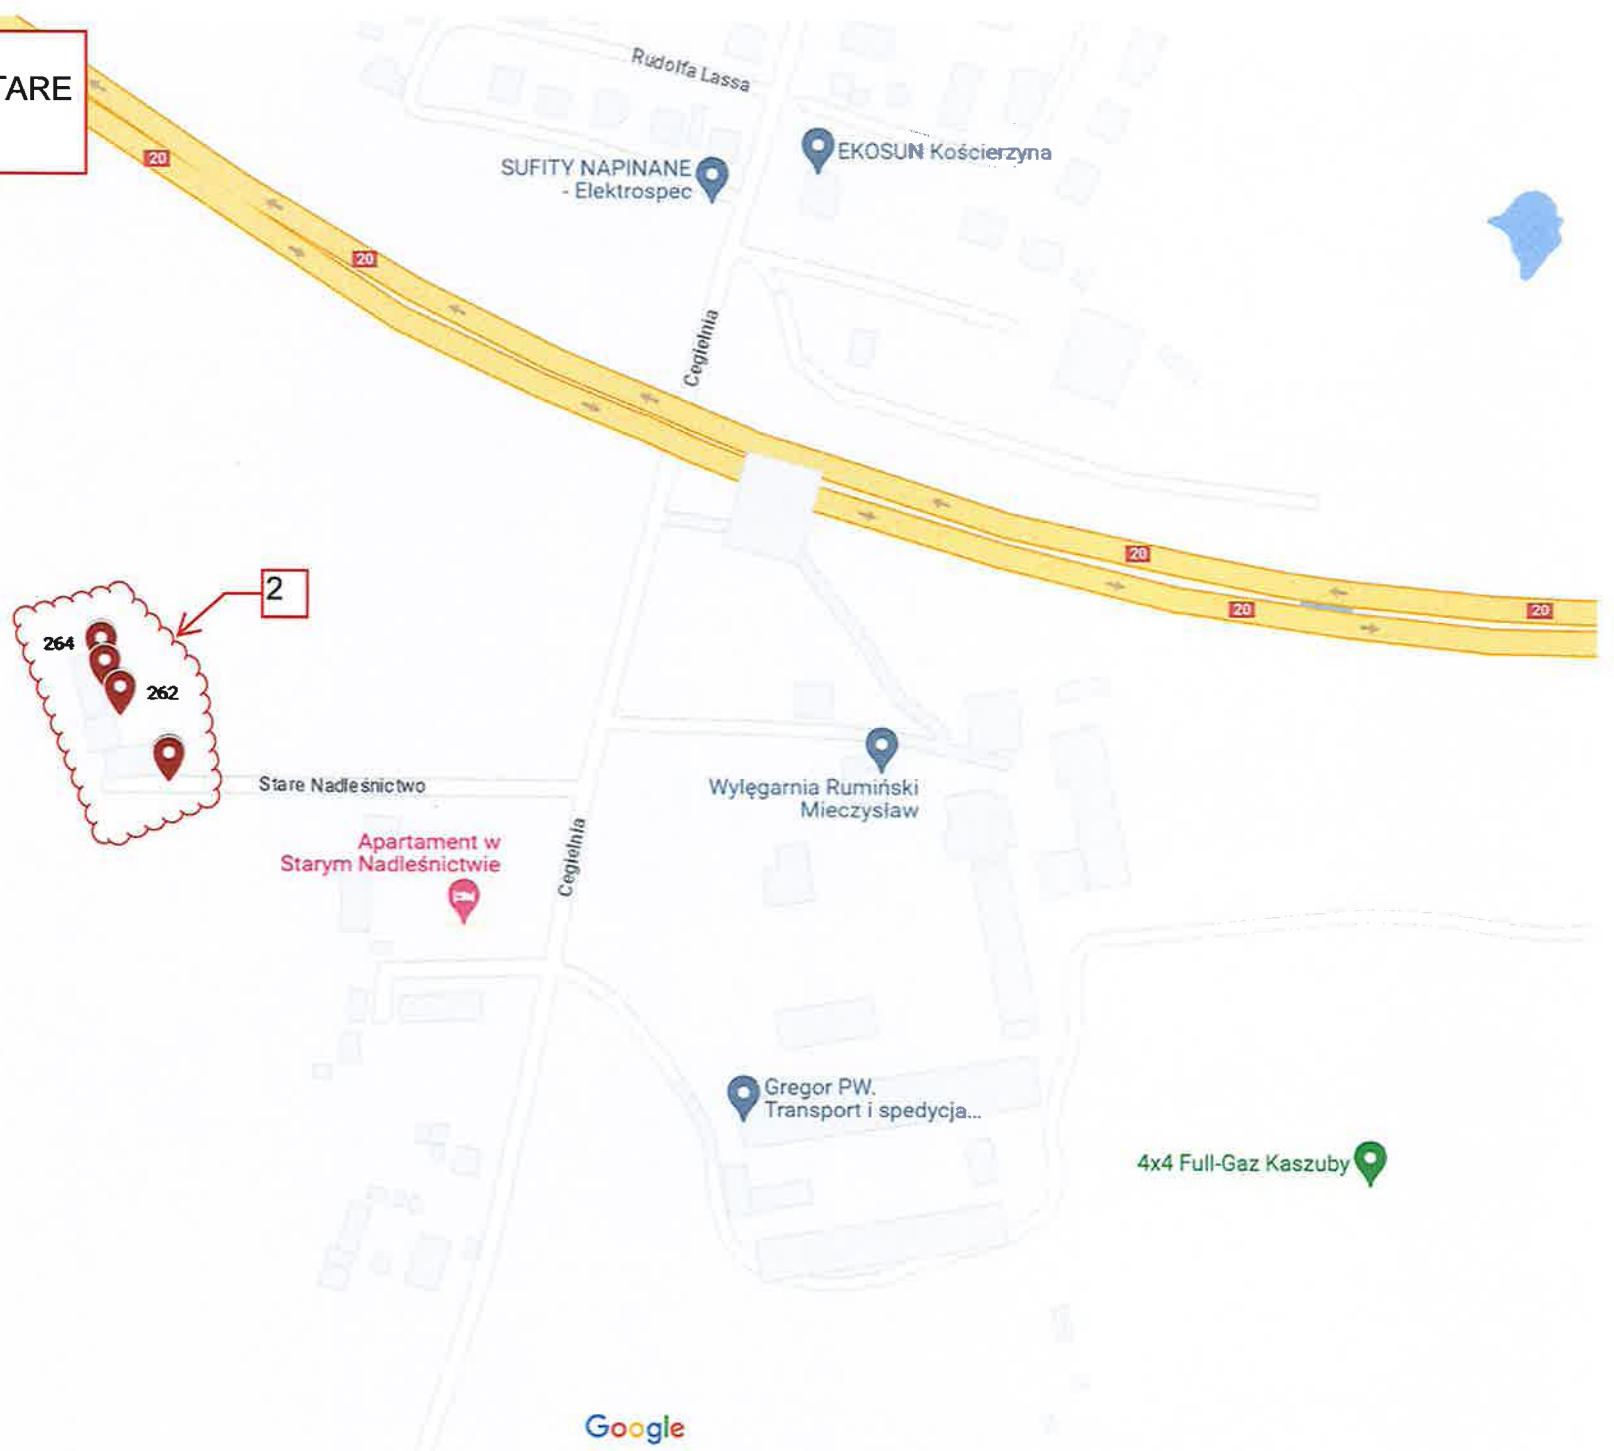 TARE
Rudolfa Lassa
20
SUFITY NAPINANE
- Elektrospec
EKOSUN Kościerzyna
20
Cegielnia
20
20
20
2
264
262
Stare Nadleśnictwo
Wylęgarnia Rumiński
Mieczysław
Apartament w
Starym Nadleśnictwie
Cegielnia
Gregor PW.
Transport i spedycja...
4x4 Full-Gaz Kaszuby
Google